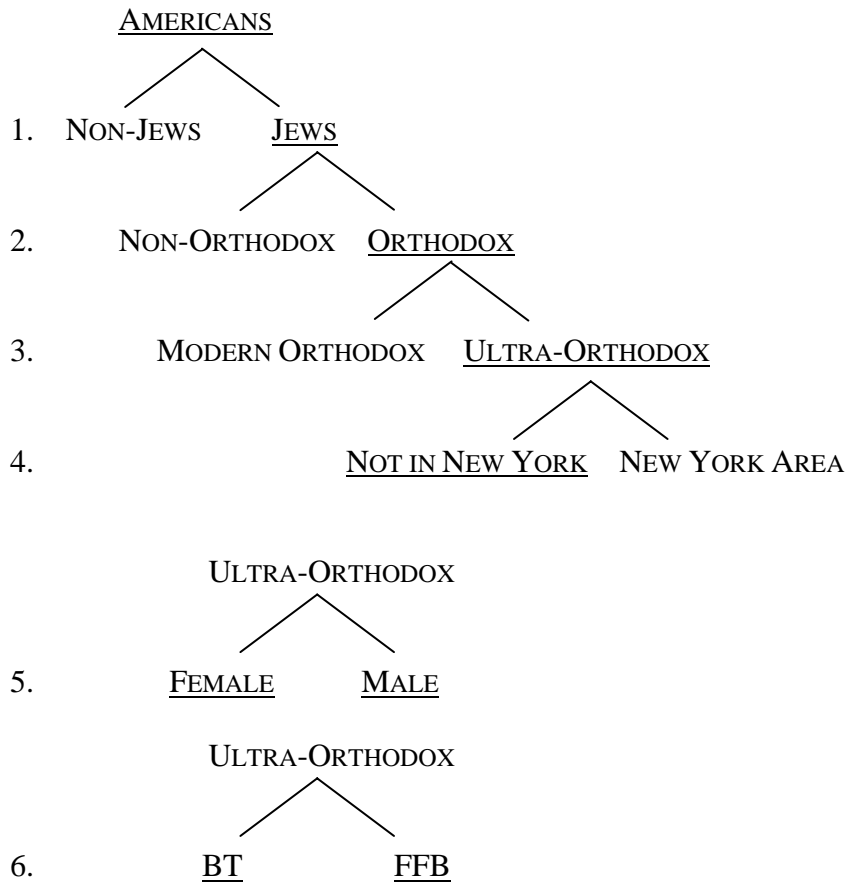 AMERICANS
1. NON-JEWS JEWS
2. NON-ORTHODOX ORTHODOX
3. MODERN ORTHODOX ULTRA-ORTHODOX
4. NOT IN NEW YORK NEW YORK AREA
ULTRA-ORTHODOX
5. FEMALE MALE
ULTRA-ORTHODOX
6. BT FFB